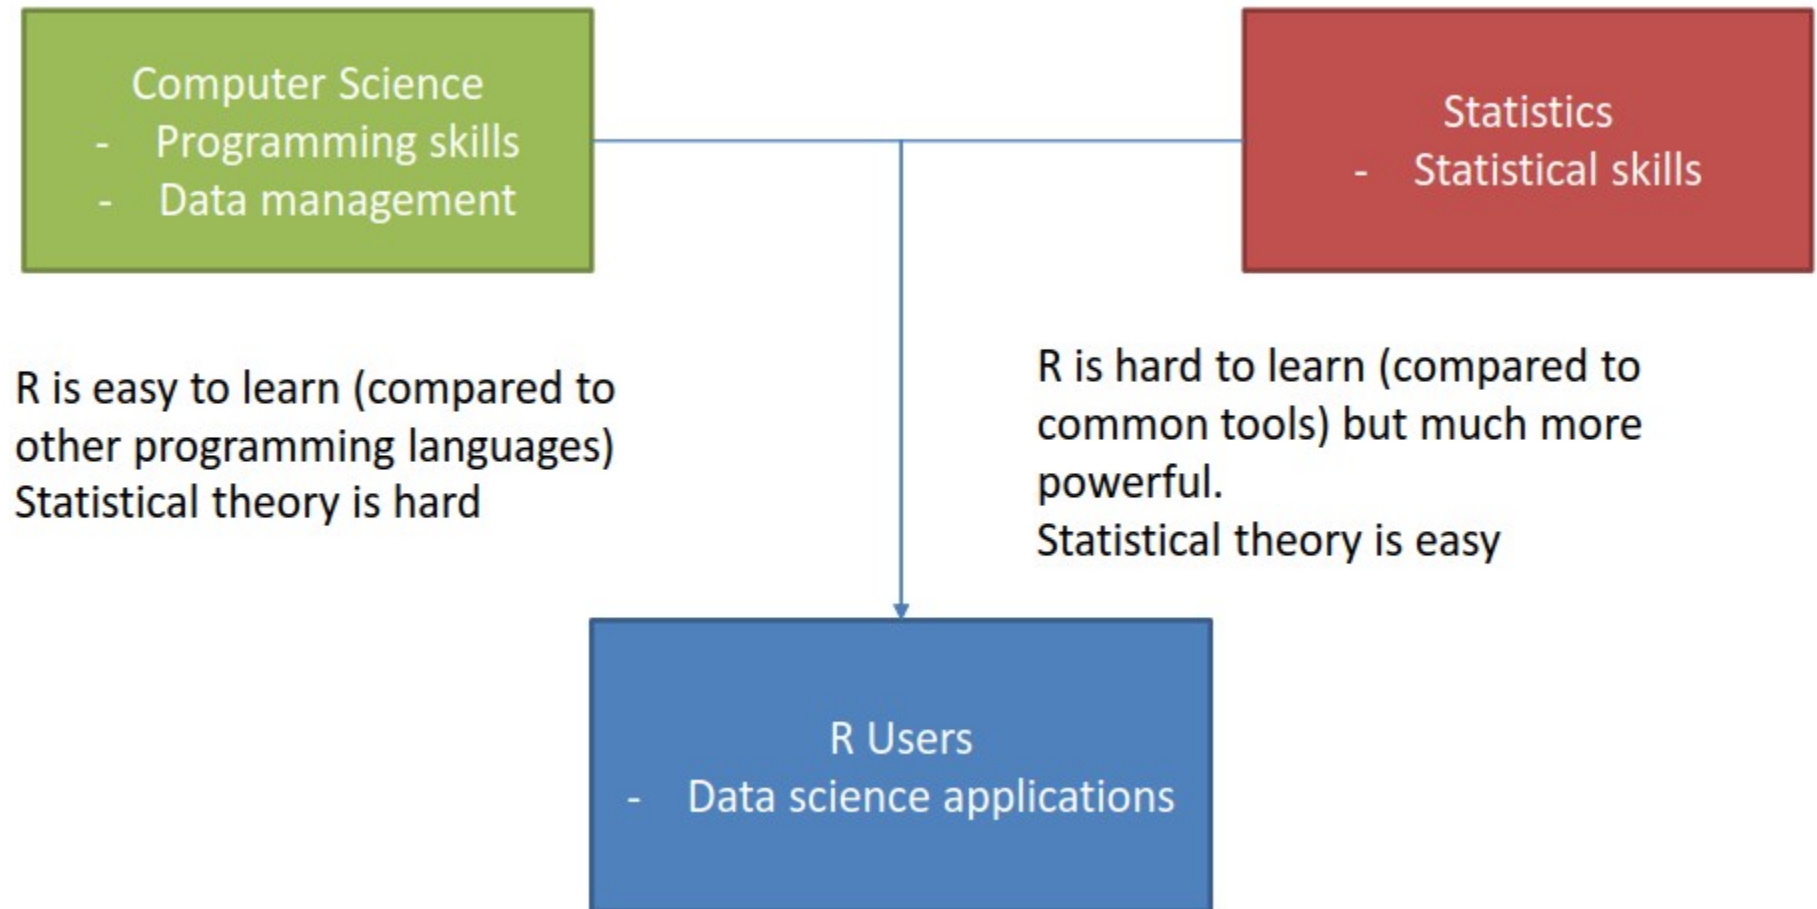 Computer Science
- Programming skills
- Data management
Statistics
- Statistical skills
R is easy to learn (compared to
other programming languages)
Statistical theory is hard
R is hard to learn (compared to
common tools) but much more
powerful.
Statistical theory is easy
R Users
- Data science applications